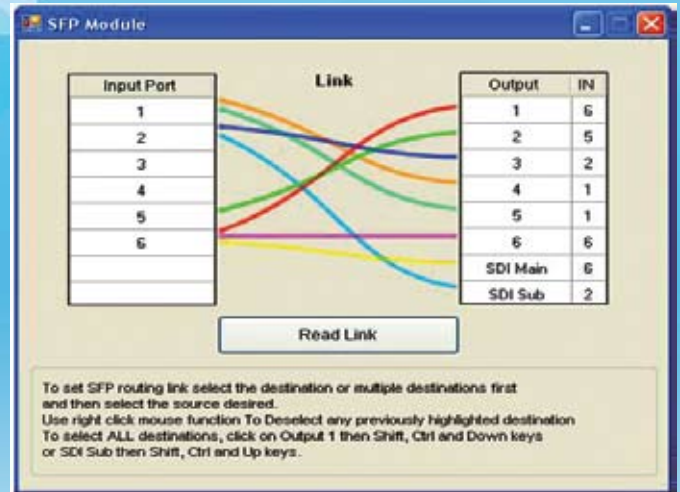 SFP Module
Link
Input Port
1
2
3
4
5
6
Output IN
1 6
2 5
3 2
4 1
5 1
6 6
SDI Main 6
SDI Sub 2
Read Link
To set SFP routing link select the destination or multiple destinations first
and then select the source desired.
Use right click mouse function To Deselect any previously highlighted destination
To select ALL destinations, click on Output 1 then Shift, Ctrl and Down keys
or SDI Sub then Shift, Ctrl and Up keys.